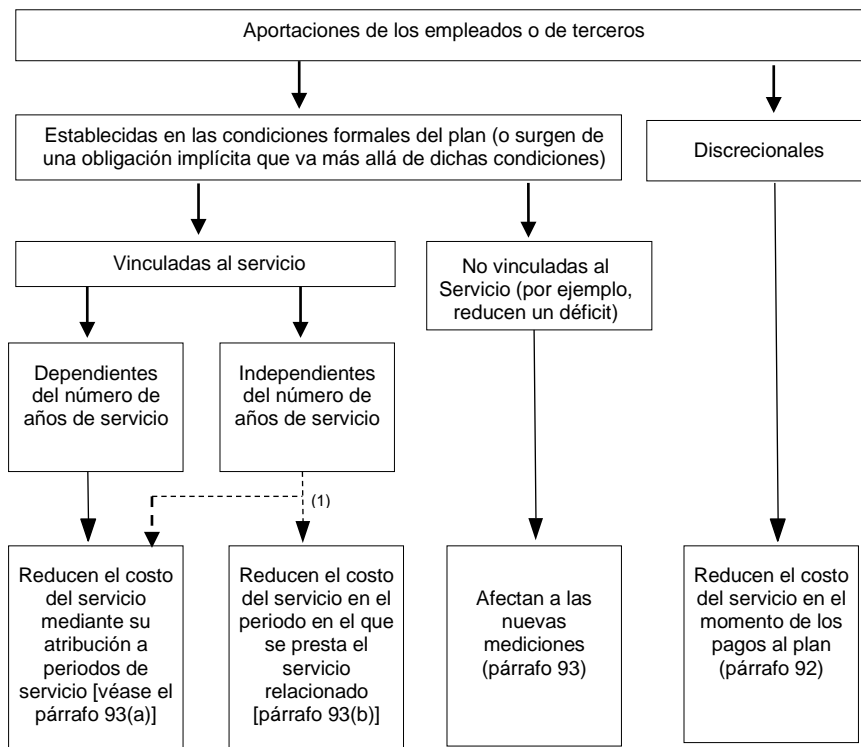 Aportaciones de los empleados o de terceros
Establecidas en las condiciones formales del plan (o surgen de
una obligación implícita que va más allá de dichas condiciones)
Discrecionales
Vinculadas al servicio
No vinculadas al
Servicio (por ejemplo,
reducen un déficit)
Dependientes
del número de
años de servicio
Independientes
del número de
años de servicio
(1)
Reducen el costo
del servicio
mediante su
atribución a
periodos de
servicio [véase el
párrafo 93(a)]
Reducen el costo
del servicio en el
periodo en el que
se presta el
servicio
relacionado
[párrafo 93(b)]
Afectan a las
nuevas
mediciones
(párrafo 93)
Reducen el costo
del servicio en el
momento de los
pagos al plan
(párrafo 92)